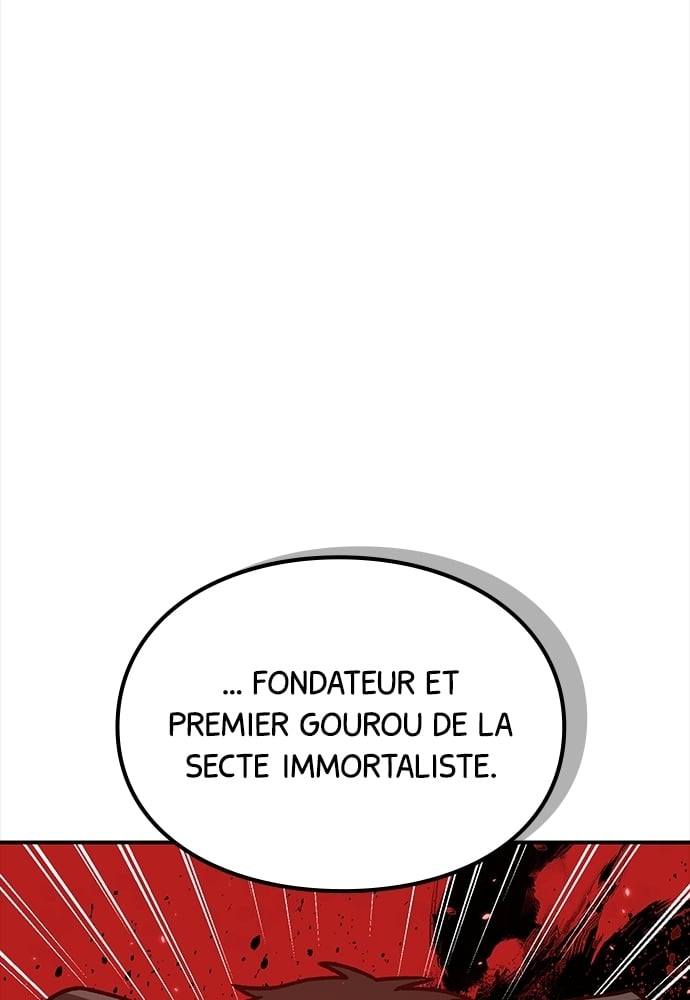 ... FONDATEUR ET
PREMIER GOUROU DE LA
SECTE IMMORTALISTE.